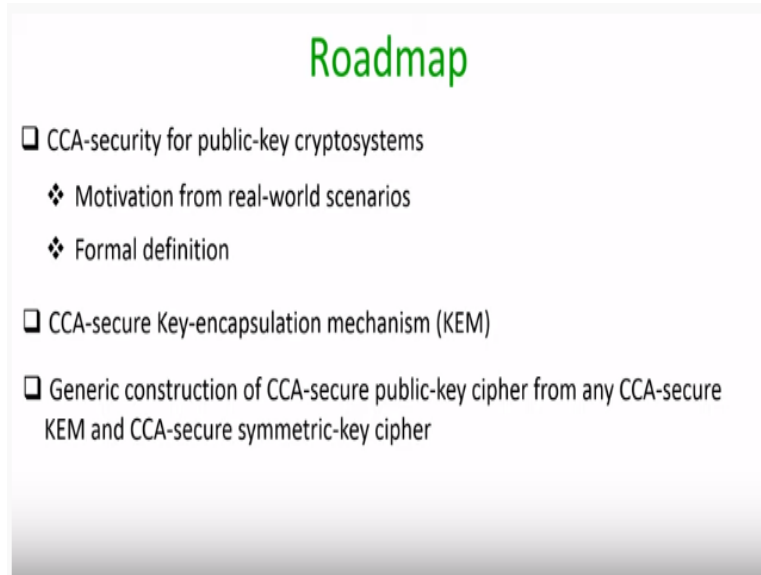 Roadmap
CCA-security for public-key cryptosystems
Motivation from real-world scenarios
Formal definition
CCA-secure Key-encapsulation mechanism (KEM)
Generic construction of CCA-secure public-key cipher from any CCA-secure
KEM and CCA-secure symmetric-key cipher